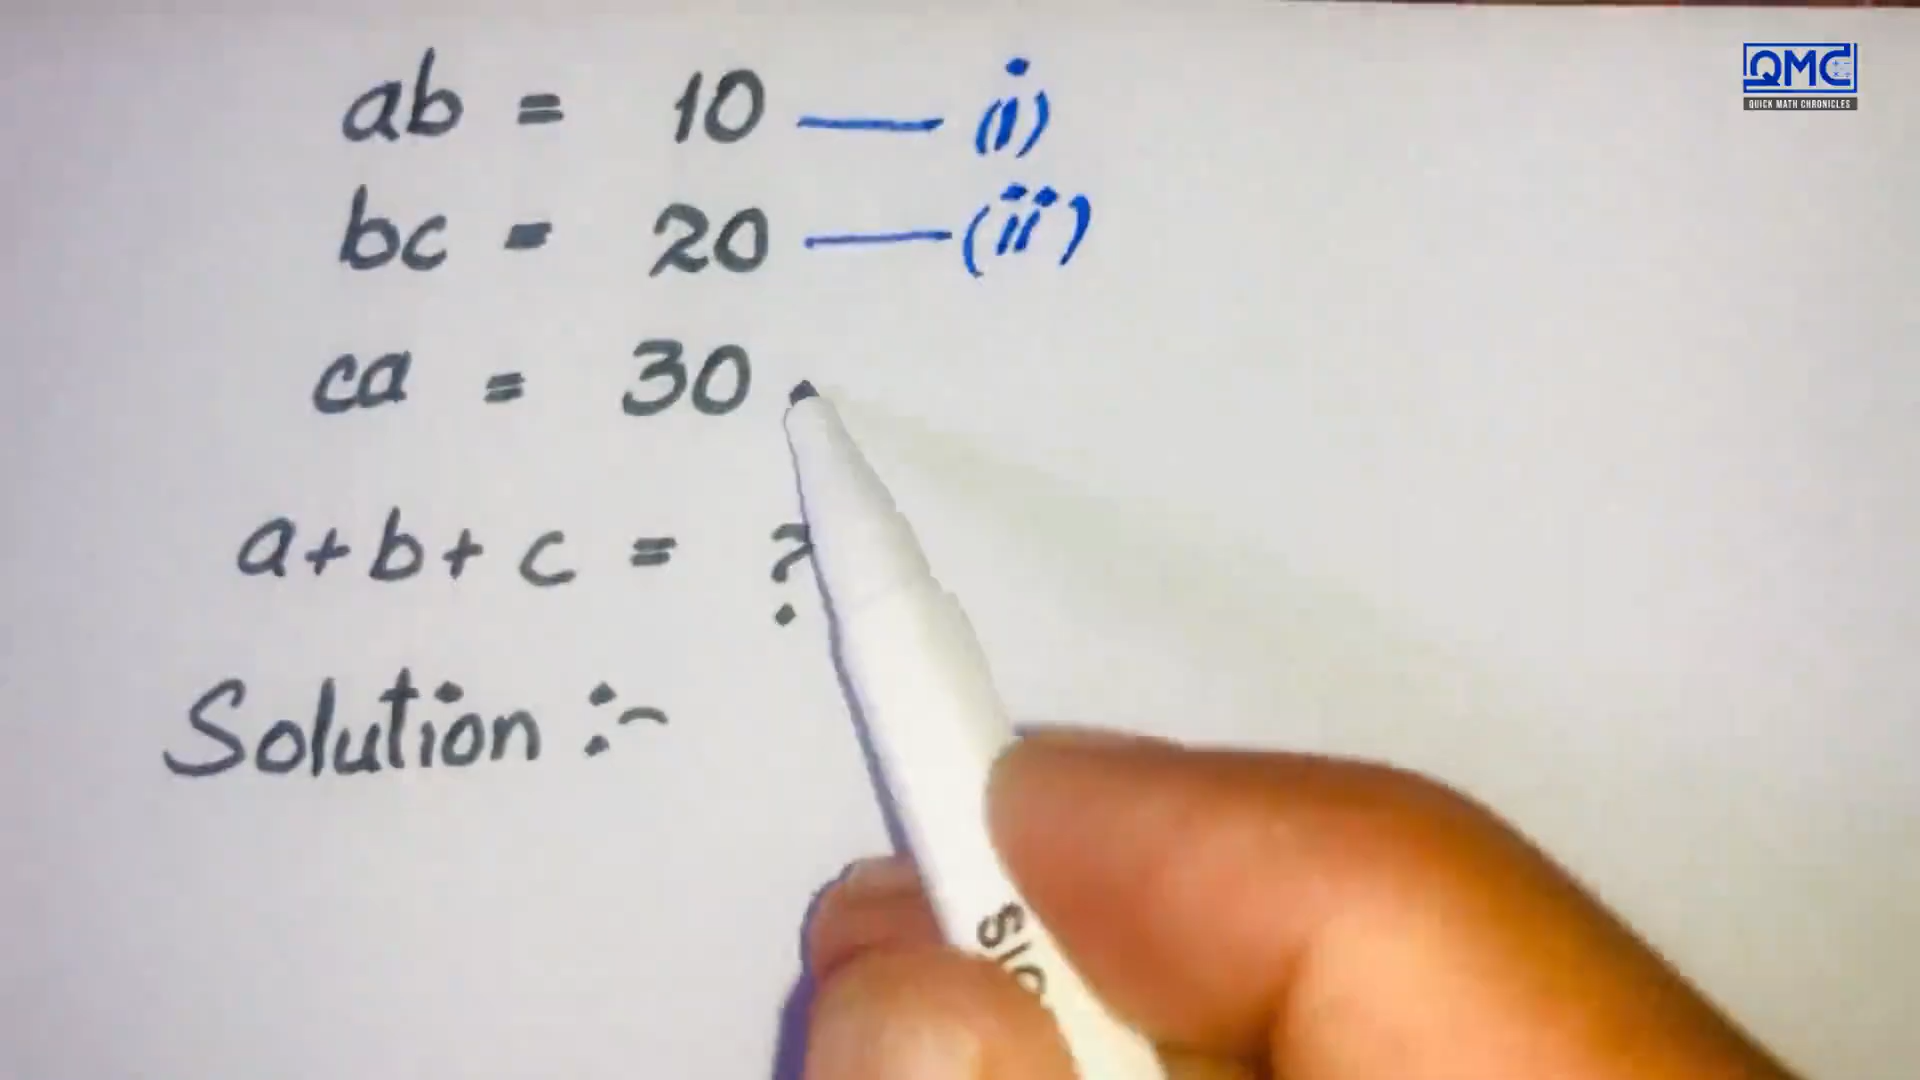 ab = 10 — (i)
QMC
QUICK MATH CHRONICLES
bc = 20 — (ii)
ca = 30
a+b+c = ?
Solution :-